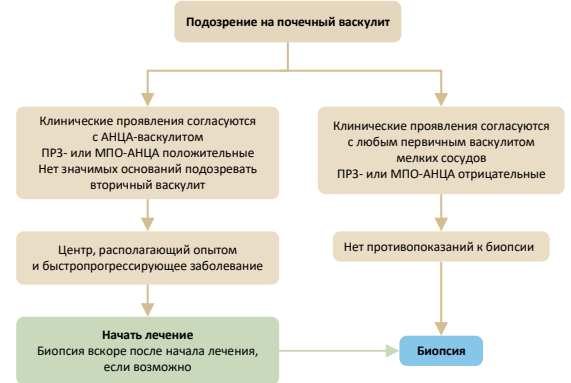 Подозрение на почечный васкулит
Клинические проявления согласуются
с АНЦА-васкулитом
ПР3- или МПО-АНЦА положительные
Нет значимых оснований подозревать
вторичный васкулит
Клинические проявления согласуются
с любым первичным васкулитом
мелких сосудов
ПР3- или МПО-АНЦА отрицательные
Центр, располагающий опытом
и быстропрогрессирующее заболевание
Нет противопоказаний к биопсии
Начать лечение
Биопсия вскоре после начала лечения,
если возможно
Биопсия